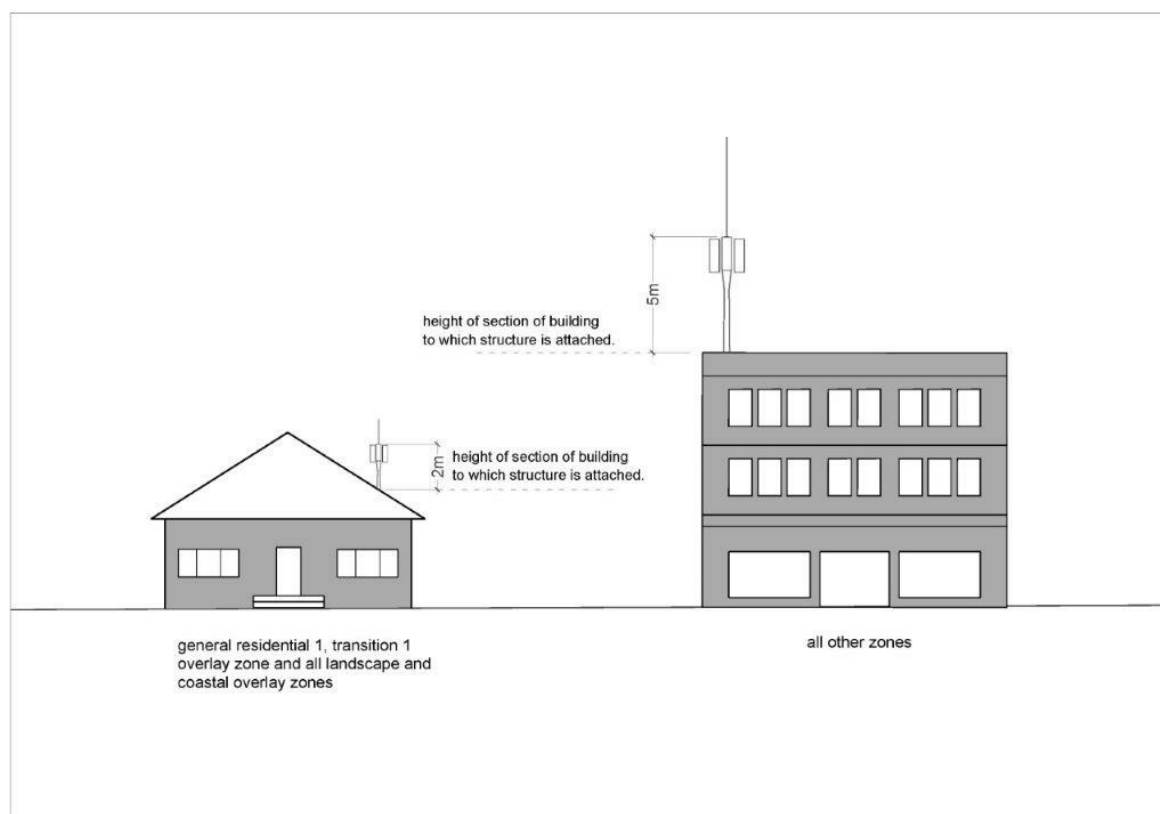 5m
height of section of building
to which structure is attached.
2m
height of section of building
to which structure is attached.
general residential 1, transition 1
overlay zone and all landscape and
coastal overlay zones
all other zones